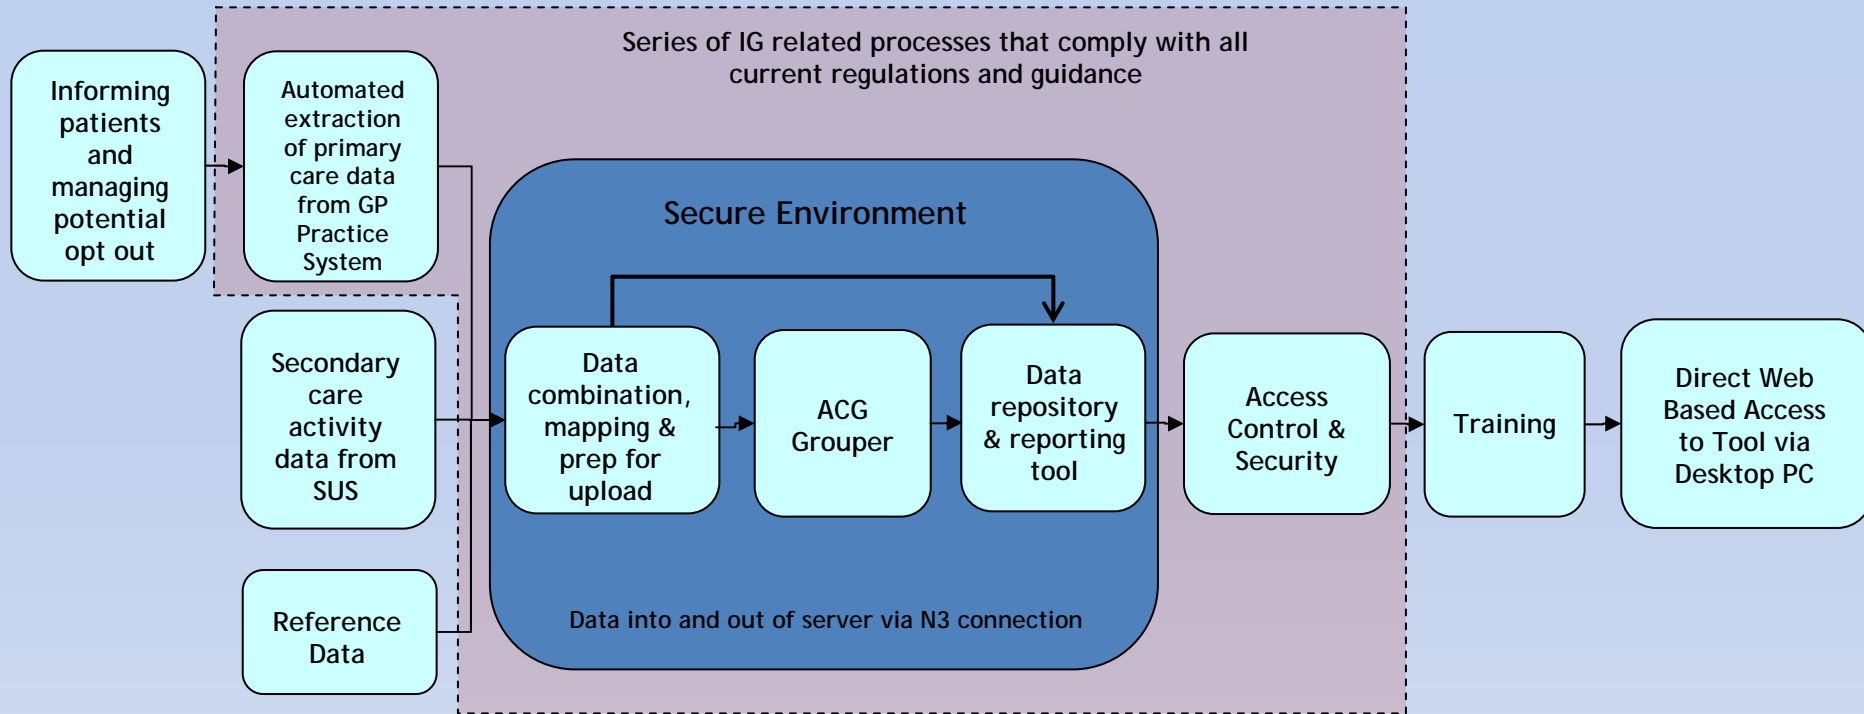 Series of IG related processes that comply with all
current regulations and guidance
Informing
patients
and
managing
potential
opt out
Automated
extraction
of primary
care data
from GP
Practice
System
Secondary
care
activity
data from
SUS
Reference
Data
Secure Environment
Data
combination,
mapping &
prep for
upload
ACG
Grouper
Data
repository
& reporting
tool
Data into and out of server via N3 connection
Access
Control &
Security
Training
Direct Web
Based Access
to Tool via
Desktop PC